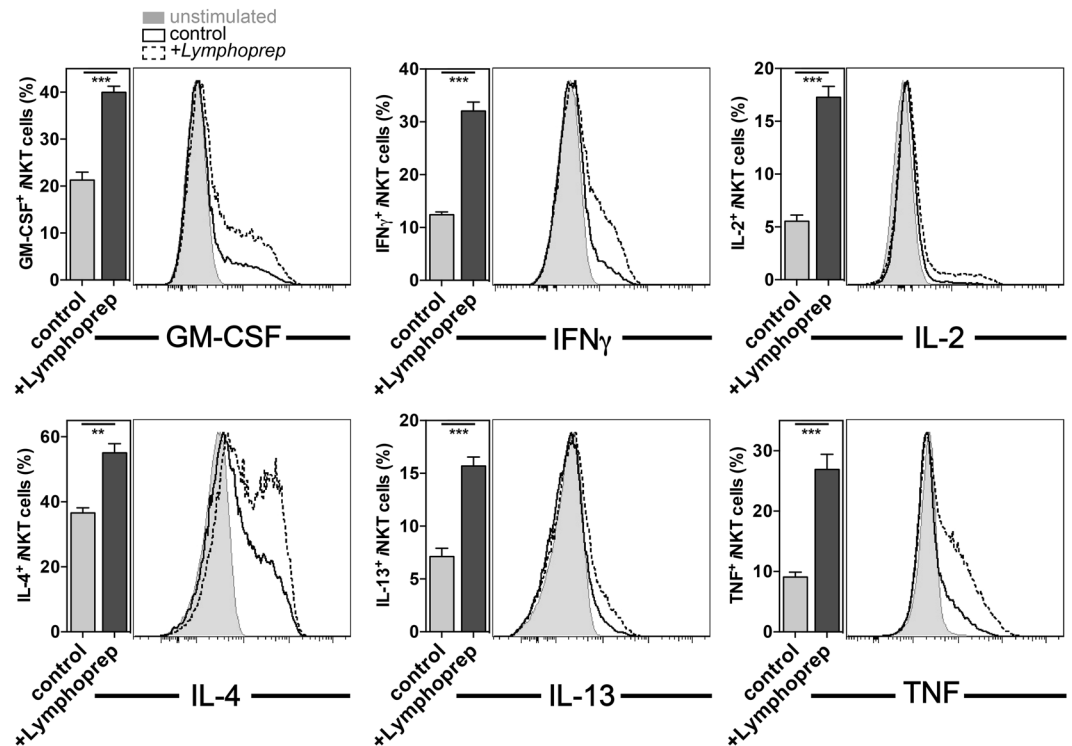 unstimulated
control
+Lymphoprep
GM-CSF+ iNKT cells (%)
40
30
20
10
0
***
control
+Lymphoprep
GM-CSF
IFNγ+ iNKT cells (%)
40
30
20
10
0
***
control
+Lymphoprep
IFNγ
IL-2+ iNKT cells (%)
20
15
10
5
0
***
control
+Lymphoprep
IL-2
IL-4+ iNKT cells (%)
60
40
20
0
**
control
+Lymphoprep
IL-4
IL-13+ iNKT cells (%)
20
15
10
5
0
***
control
+Lymphoprep
IL-13
TNF+ iNKT cells (%)
30
20
10
0
***
control
+Lymphoprep
TNF